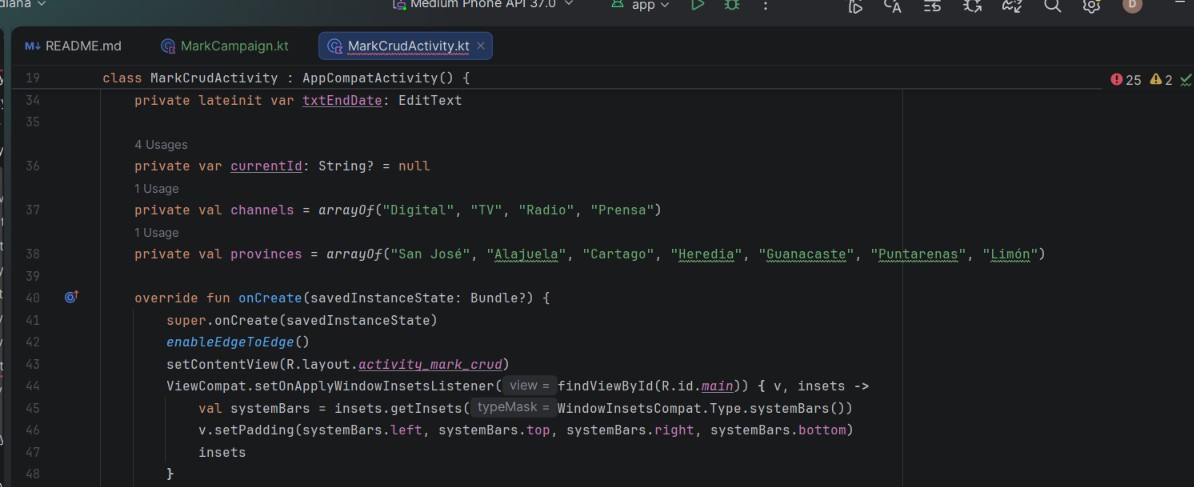 diana
Medium Phone API 37.0
app
D
README.md
MarkCampaign.kt
MarkCrudActivity.kt
19 class MarkCrudActivity : AppCompatActivity() {
25 2
34 private lateinit var txtEndDate: EditText
35
4 Usages
36 private var currentId: String? = null
1 Usage
37 private val channels = arrayOf("Digital", "TV", "Radio", "Prensa")
1 Usage
38 private val provinces = arrayOf("San José", "Alajuela", "Cartago", "Heredia", "Guanacaste", "Puntarenas", "Limón")
39
40 override fun onCreate(savedInstanceState: Bundle?) {
41 super.onCreate(savedInstanceState)
42 enableEdgeToEdge()
43 setContentView(R.layout.activity_mark_crud)
44 ViewCompat.setOnApplyWindowInsetsListener( view = findViewById(R.id.main)) { v, insets ->
45 val systemBars = insets.getInsets( typeMask = WindowInsetsCompat.Type.systemBars())
46 v.setPadding(systemBars.left, systemBars.top, systemBars.right, systemBars.bottom)
47 insets
48 }